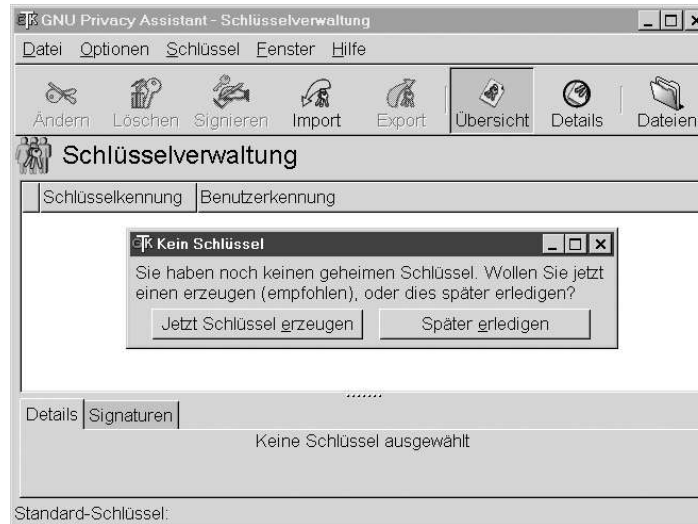 GNU Privacy Assistant - Schlüsselverwaltung
Datei Optionen Schlüssel Fenster Hilfe
Ändern Löschen Signieren Import Export Übersicht Details Dateien
Schlüsselverwaltung
Schlüsselkennung Benutzerkennung
Kein Schlüssel
Sie haben noch keinen geheimen Schlüssel. Wollen Sie jetzt
einen erzeugen (empfohlen), oder dies später erledigen?
Jetzt Schlüssel erzeugen Später erledigen
Details Signaturen
Keine Schlüssel ausgewählt
Standard-Schlüssel: